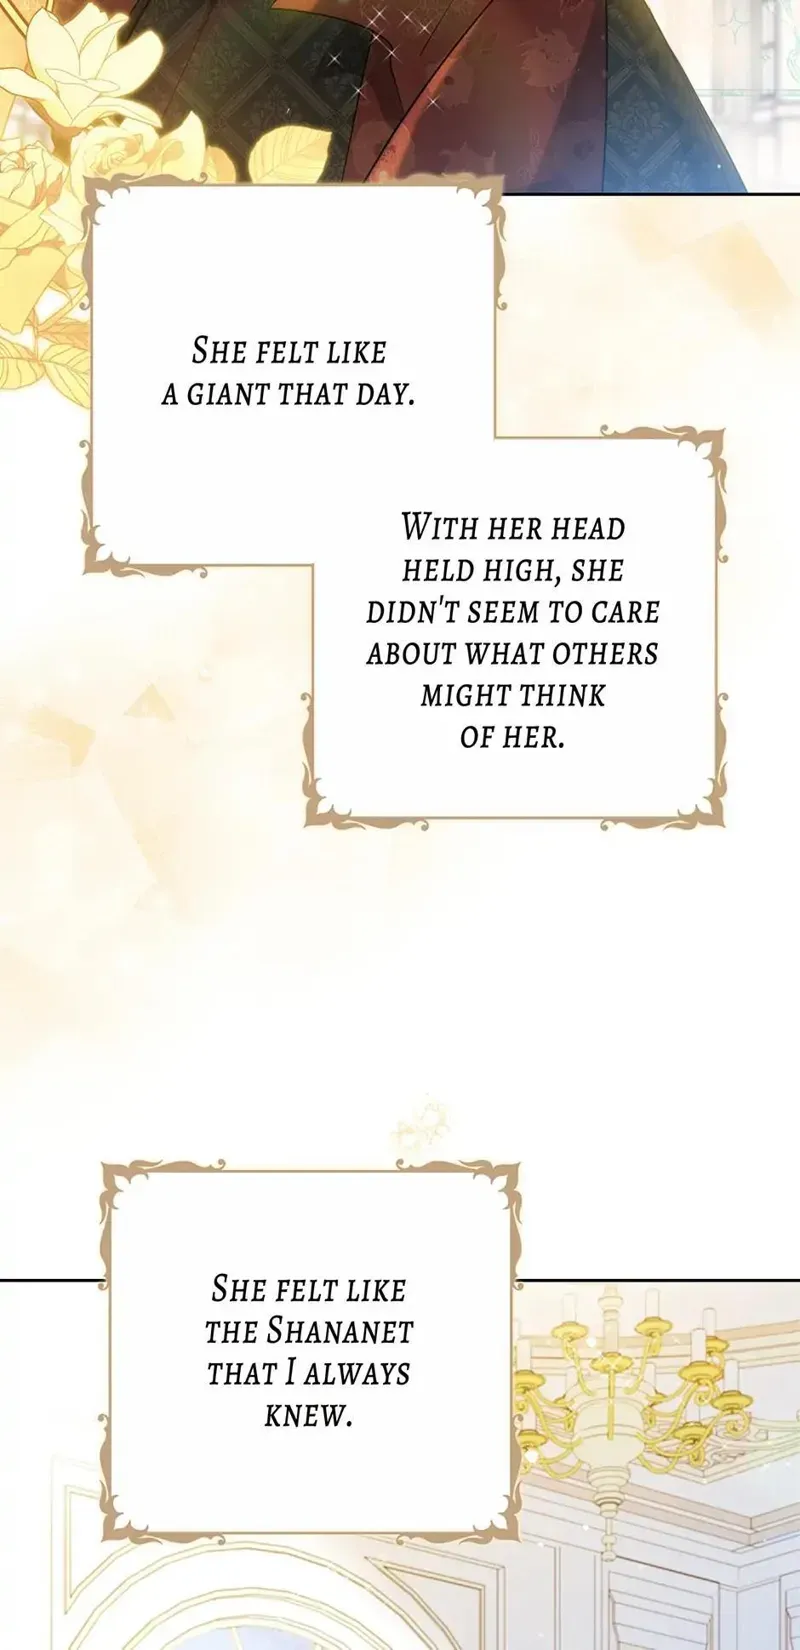 SHE FELT LIKE
A GIANT THAT DAY.
WITH HER HEAD
HELD HIGH, SHE
DIDN'T SEEM TO CARE
ABOUT WHAT OTHERS
MIGHT THINK
OF HER.
SHE FELT LIKE
THE SHANANET
THAT I ALWAYS
KNEW.